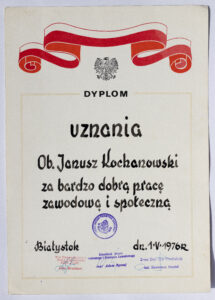 DYPLOM
uznania
Ob. Janusz Kochanowski
za bardzo dobrą pracę
zawodową i społeczną
Białystok dn. 1-V-1976r.